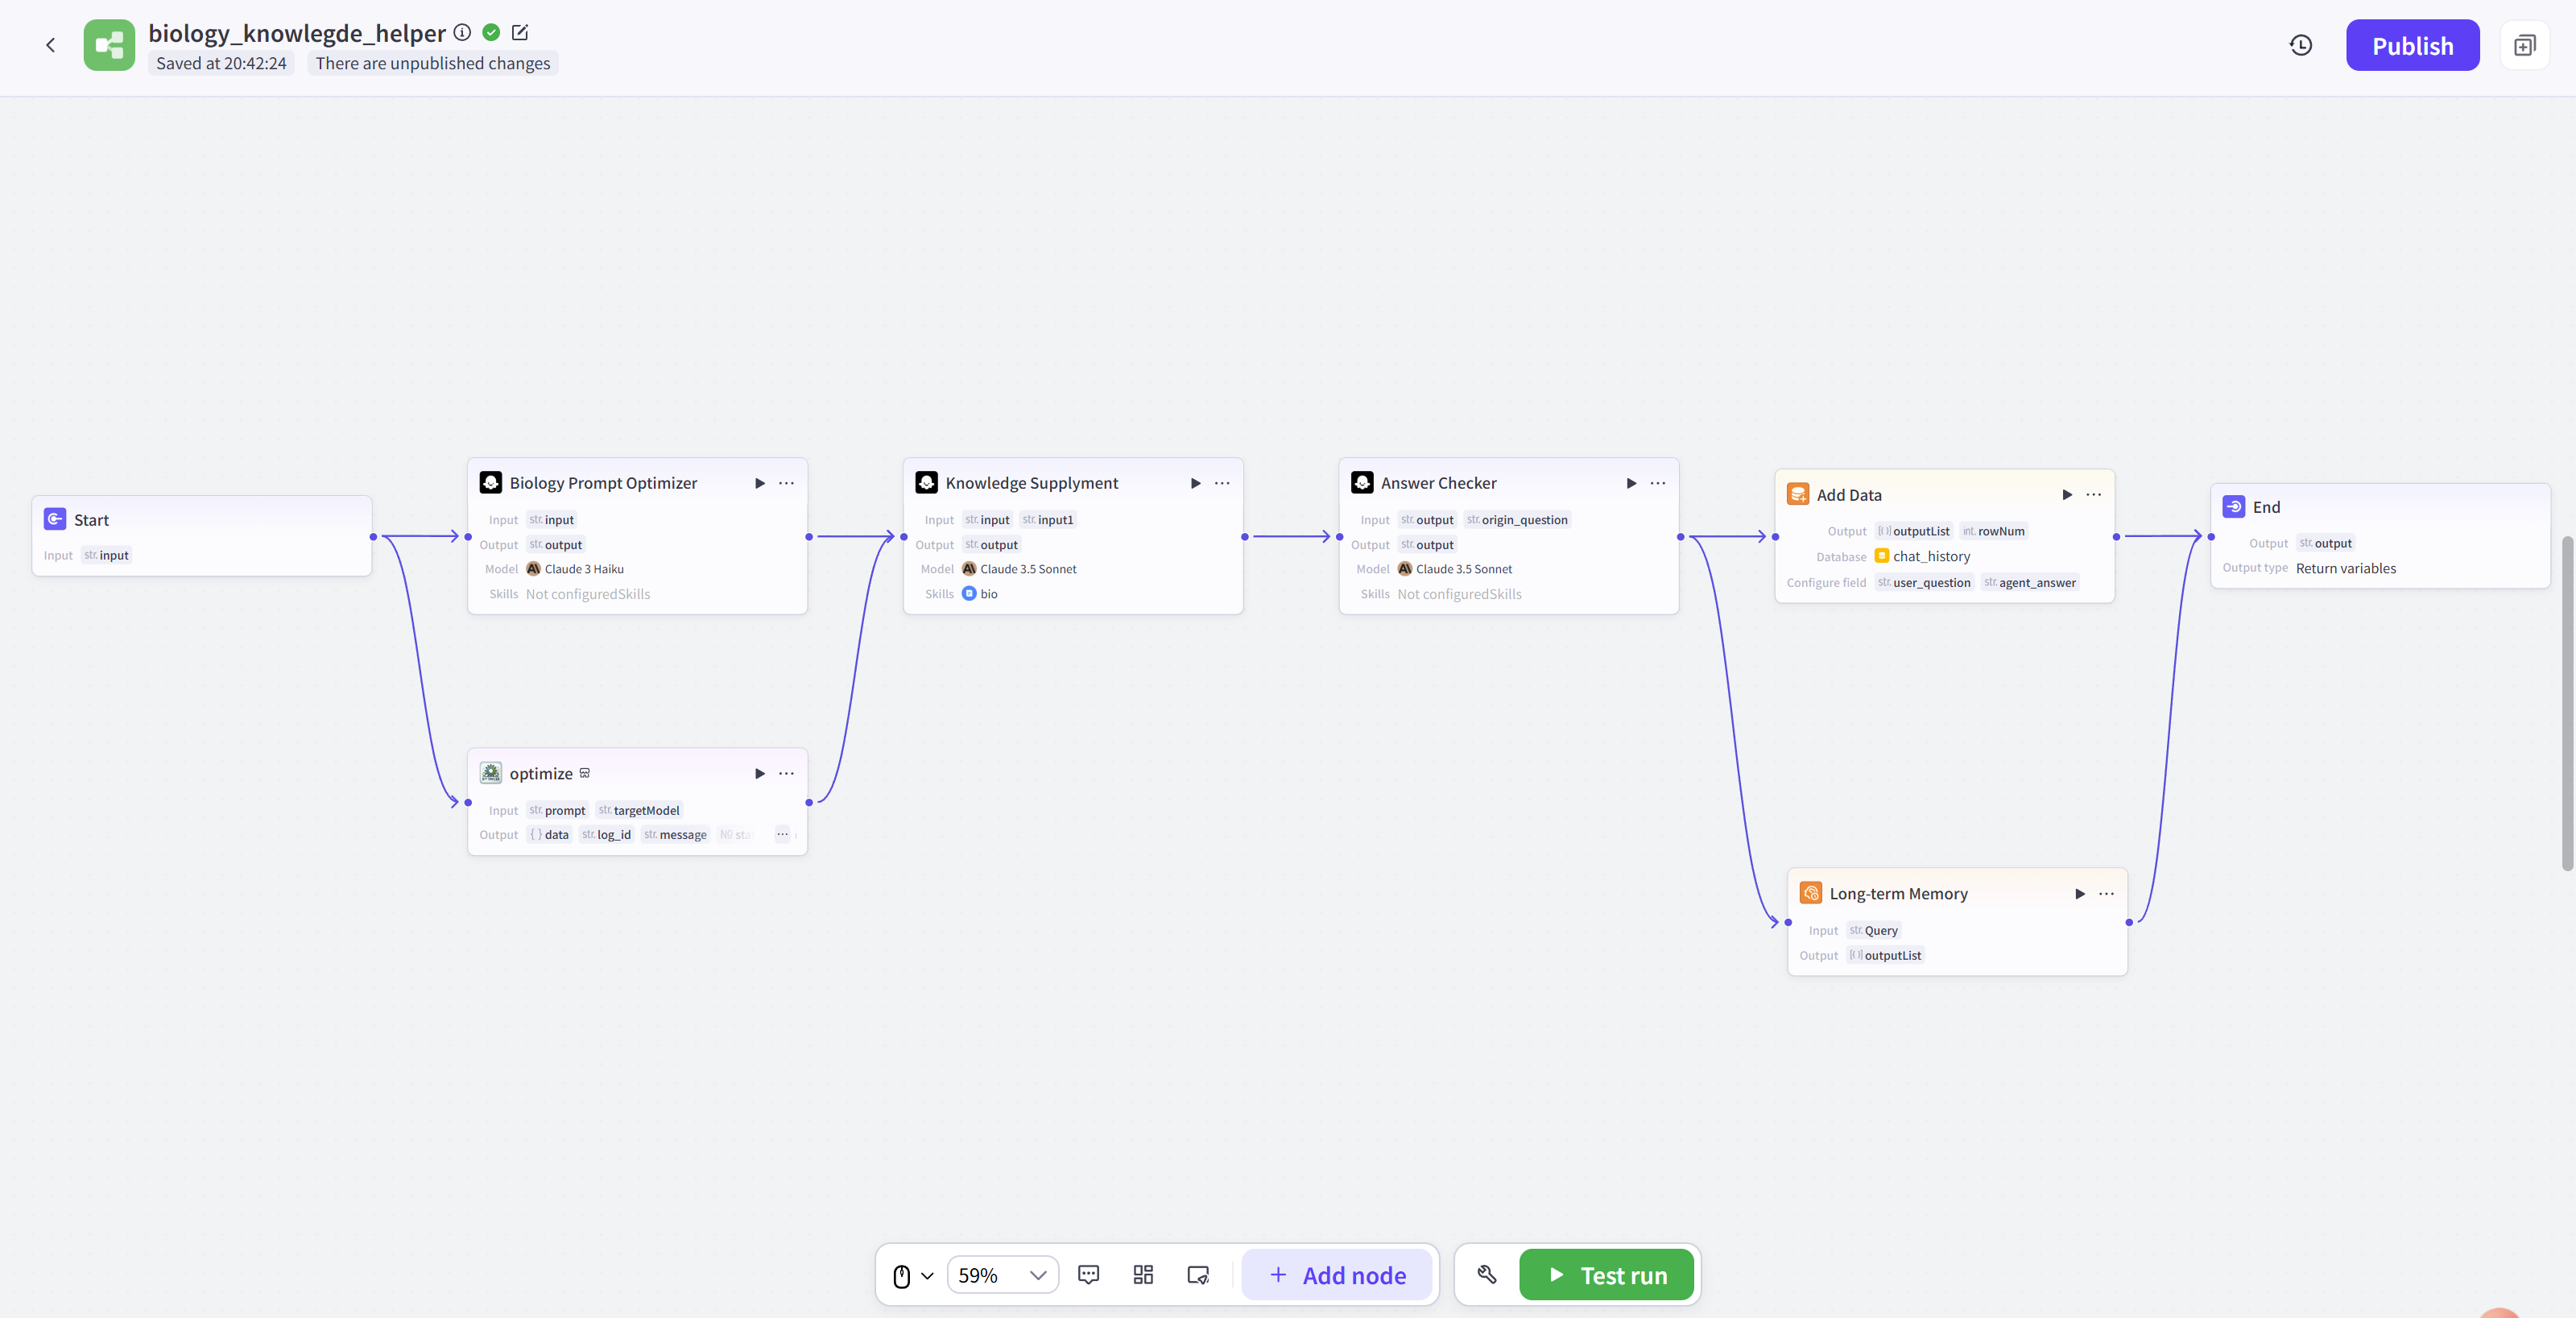 biology_knowlegde_helper
Saved at 20:42:24 There are unpublished changes
Publish
Start
Input str. input
Biology Prompt Optimizer
Input str. input
Output str. output
Model Claude 3 Haiku
Skills Not configuredSkills
optimize
Input str. prompt str. targetModel
Output { } data str. log_id str. message
Knowledge Supplyment
Input str. input str. input1
Output str. output
Model Claude 3.5 Sonnet
Skills bio
Answer Checker
Input str. output str. origin_question
Output str. output
Model Claude 3.5 Sonnet
Skills Not configuredSkills
Add Data
Output [{}] outputList int. rowNum
Database chat_history
Configure field str. user_question str. agent_answer
Long-term Memory
Input str. Query
Output [{}] outputList
End
Output str. output
Output type Return variables
59% + Add node Test run